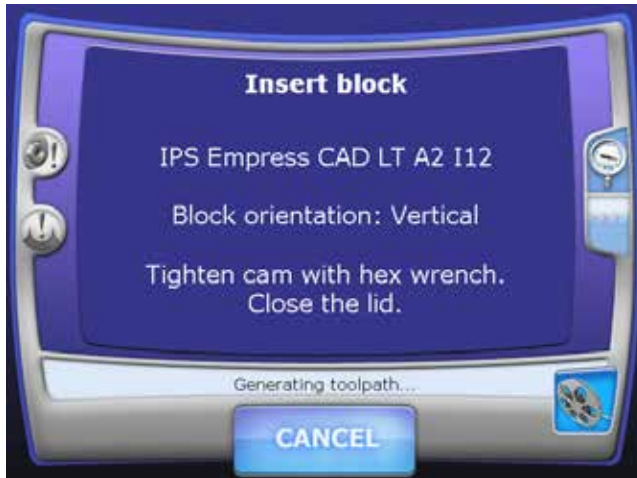 Insert block
IPS Empress CAD LT A2 I12
Block orientation: Vertical
Tighten cam with hex wrench.
Close the lid.
Generating toolpath...
CANCEL